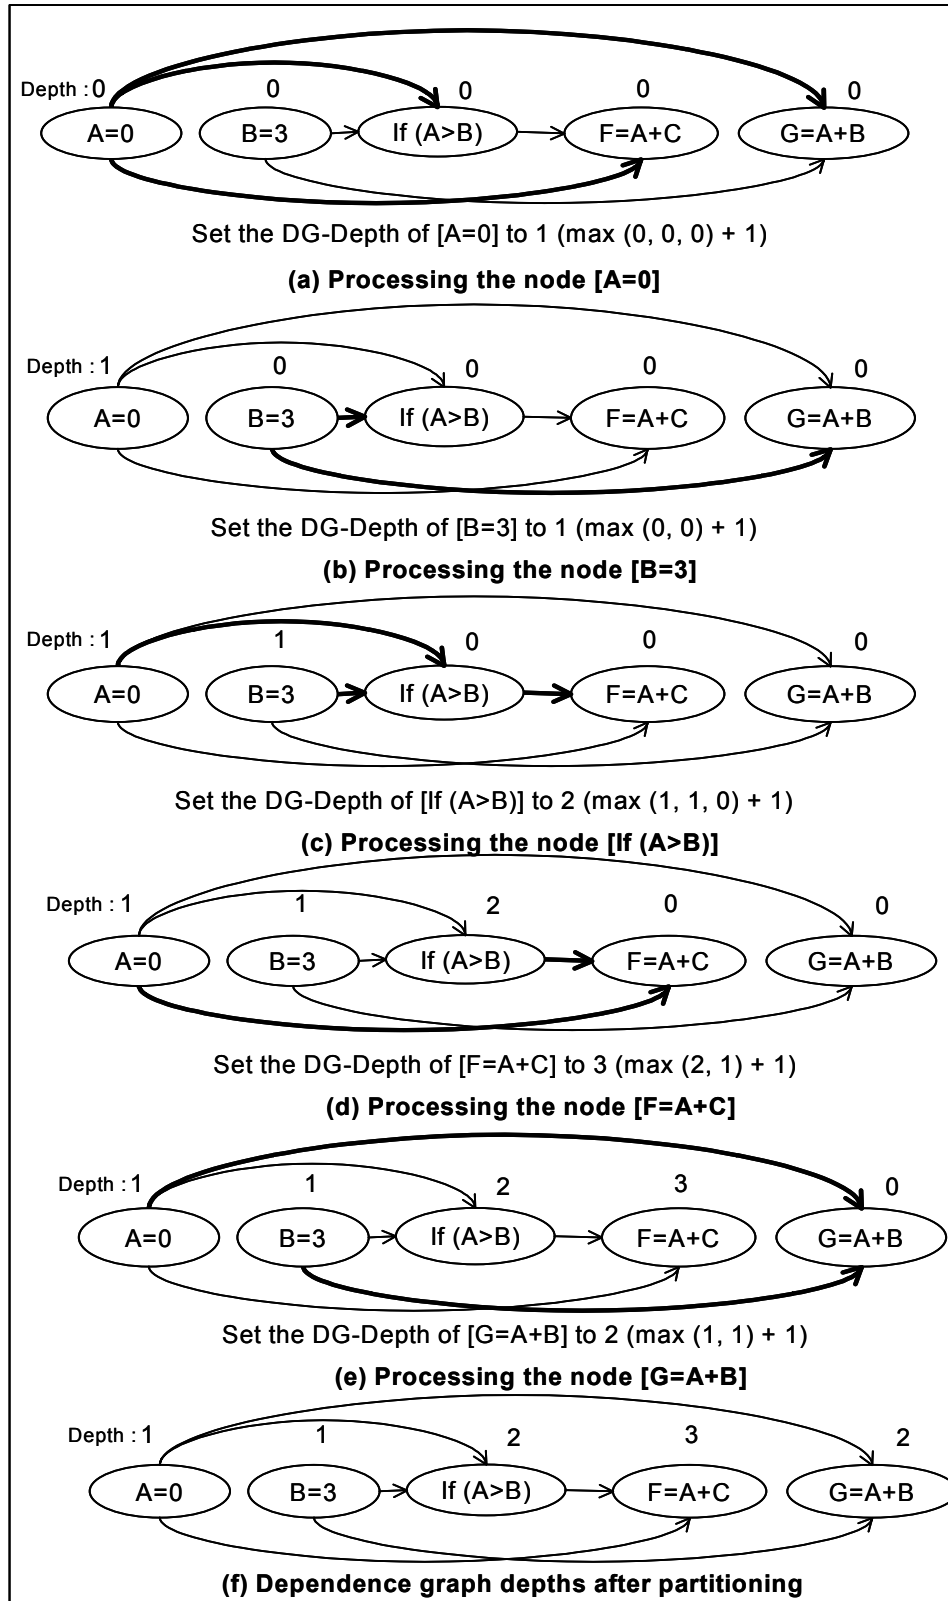 Depth : 0 0 0 0 0
A=0 B=3 If (A>B) F=A+C G=A+B
Set the DG-Depth of [A=0] to 1 (max (0, 0, 0) + 1)
(a) Processing the node [A=0]
Depth : 1 0 0 0 0
A=0 B=3 If (A>B) F=A+C G=A+B
Set the DG-Depth of [B=3] to 1 (max (0, 0) + 1)
(b) Processing the node [B=3]
Depth : 1 1 0 0 0
A=0 B=3 If (A>B) F=A+C G=A+B
Set the DG-Depth of [If (A>B)] to 2 (max (1, 1, 0) + 1)
(c) Processing the node [If (A>B)]
Depth : 1 1 2 0 0
A=0 B=3 If (A>B) F=A+C G=A+B
Set the DG-Depth of [F=A+C] to 3 (max (2, 1) + 1)
(d) Processing the node [F=A+C]
Depth : 1 1 2 3 0
A=0 B=3 If (A>B) F=A+C G=A+B
Set the DG-Depth of [G=A+B] to 2 (max (1, 1) + 1)
(e) Processing the node [G=A+B]
Depth : 1 1 2 3 2
A=0 B=3 If (A>B) F=A+C G=A+B
(f) Dependence graph depths after partitioning